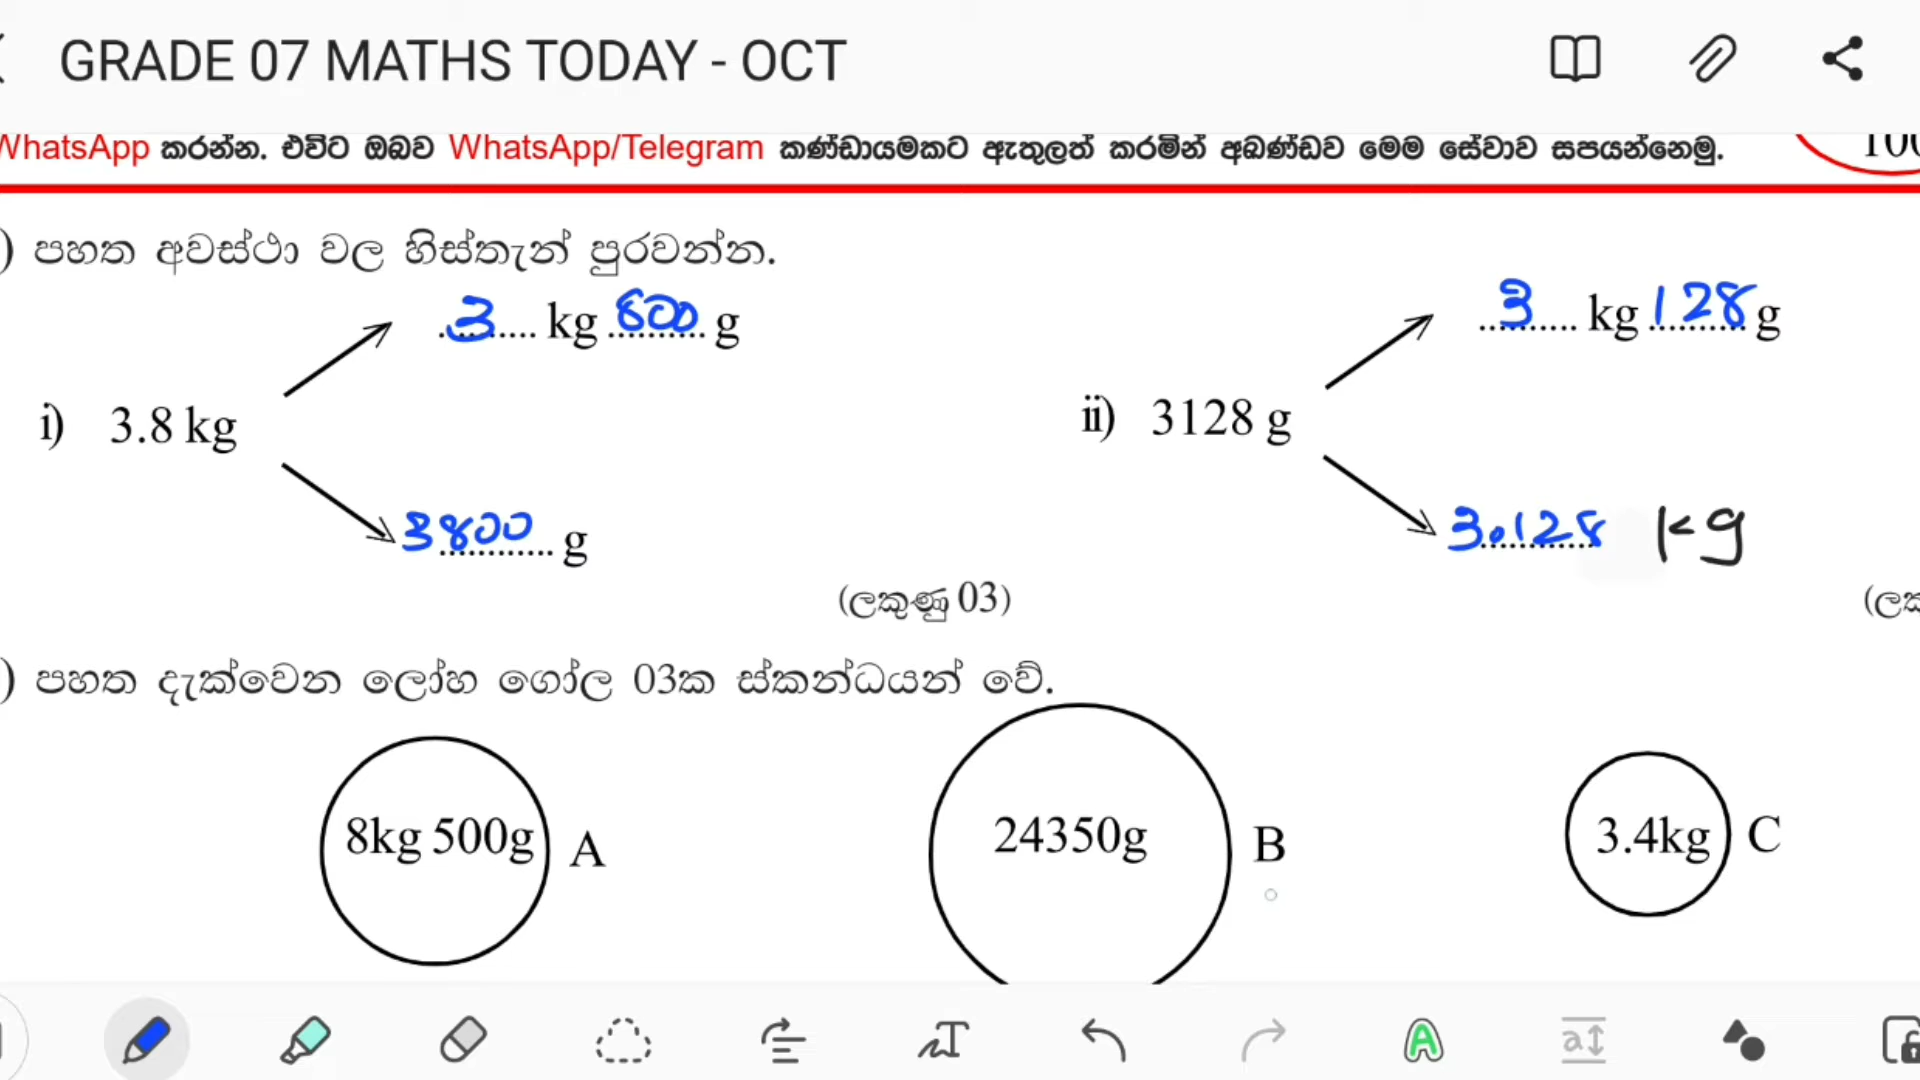 GRADE 07 MATHS TODAY - OCT
WhatsApp කරන්න. එවිට ඔබව WhatsApp/Telegram කණ්ඩායමකට ඇතුලත් කරමින් අඛණ්ඩව මෙම සේවාව සපයන්නෙමු.
) පහත අවස්ථා වල හිස්තැන් පුරවන්න.
3 kg 800 g
3 kg 128 g
i) 3.8 kg
ii) 3128 g
3800 g
3.128 kg
(ලකුණු 03)
) පහත දැක්වෙන ලෝහ ගෝල 03ක ස්කන්ධයන් වේ.
8kg 500g A
24350g B
3.4kg C